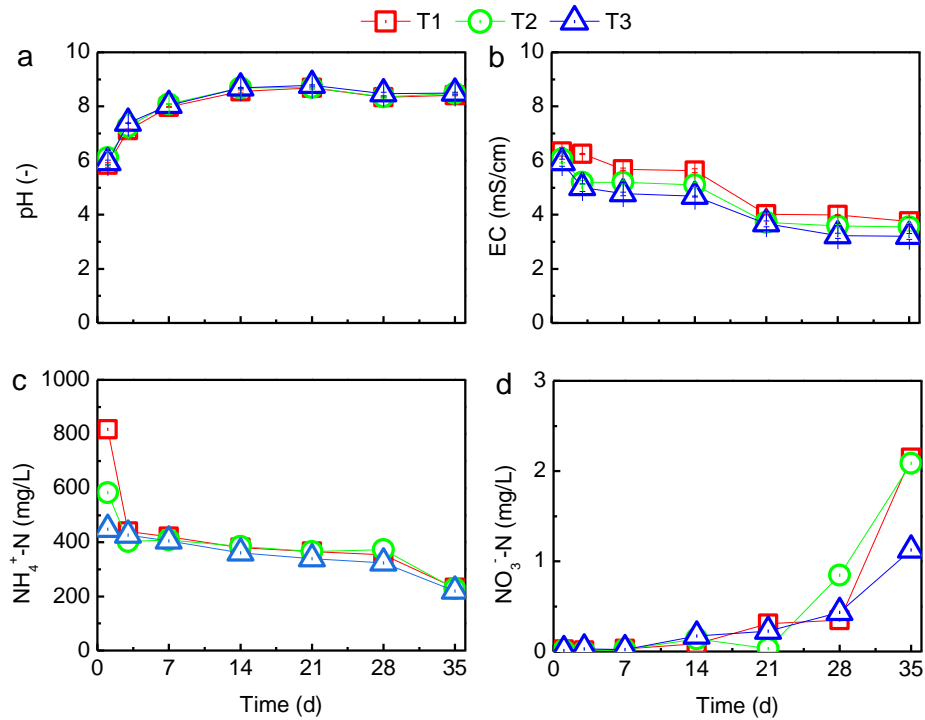 T1 T2 T3
a
10
8
6
4
2
0
pH (-)
b
10
8
6
4
2
0
EC (mS/cm)
c
1000
800
600
400
200
0
NH₄⁺-N (mg/L)
0 7 14 21 28 35
Time (d)
d
3
2
1
0
NO₃⁻-N (mg/L)
0 7 14 21 28 35
Time (d)